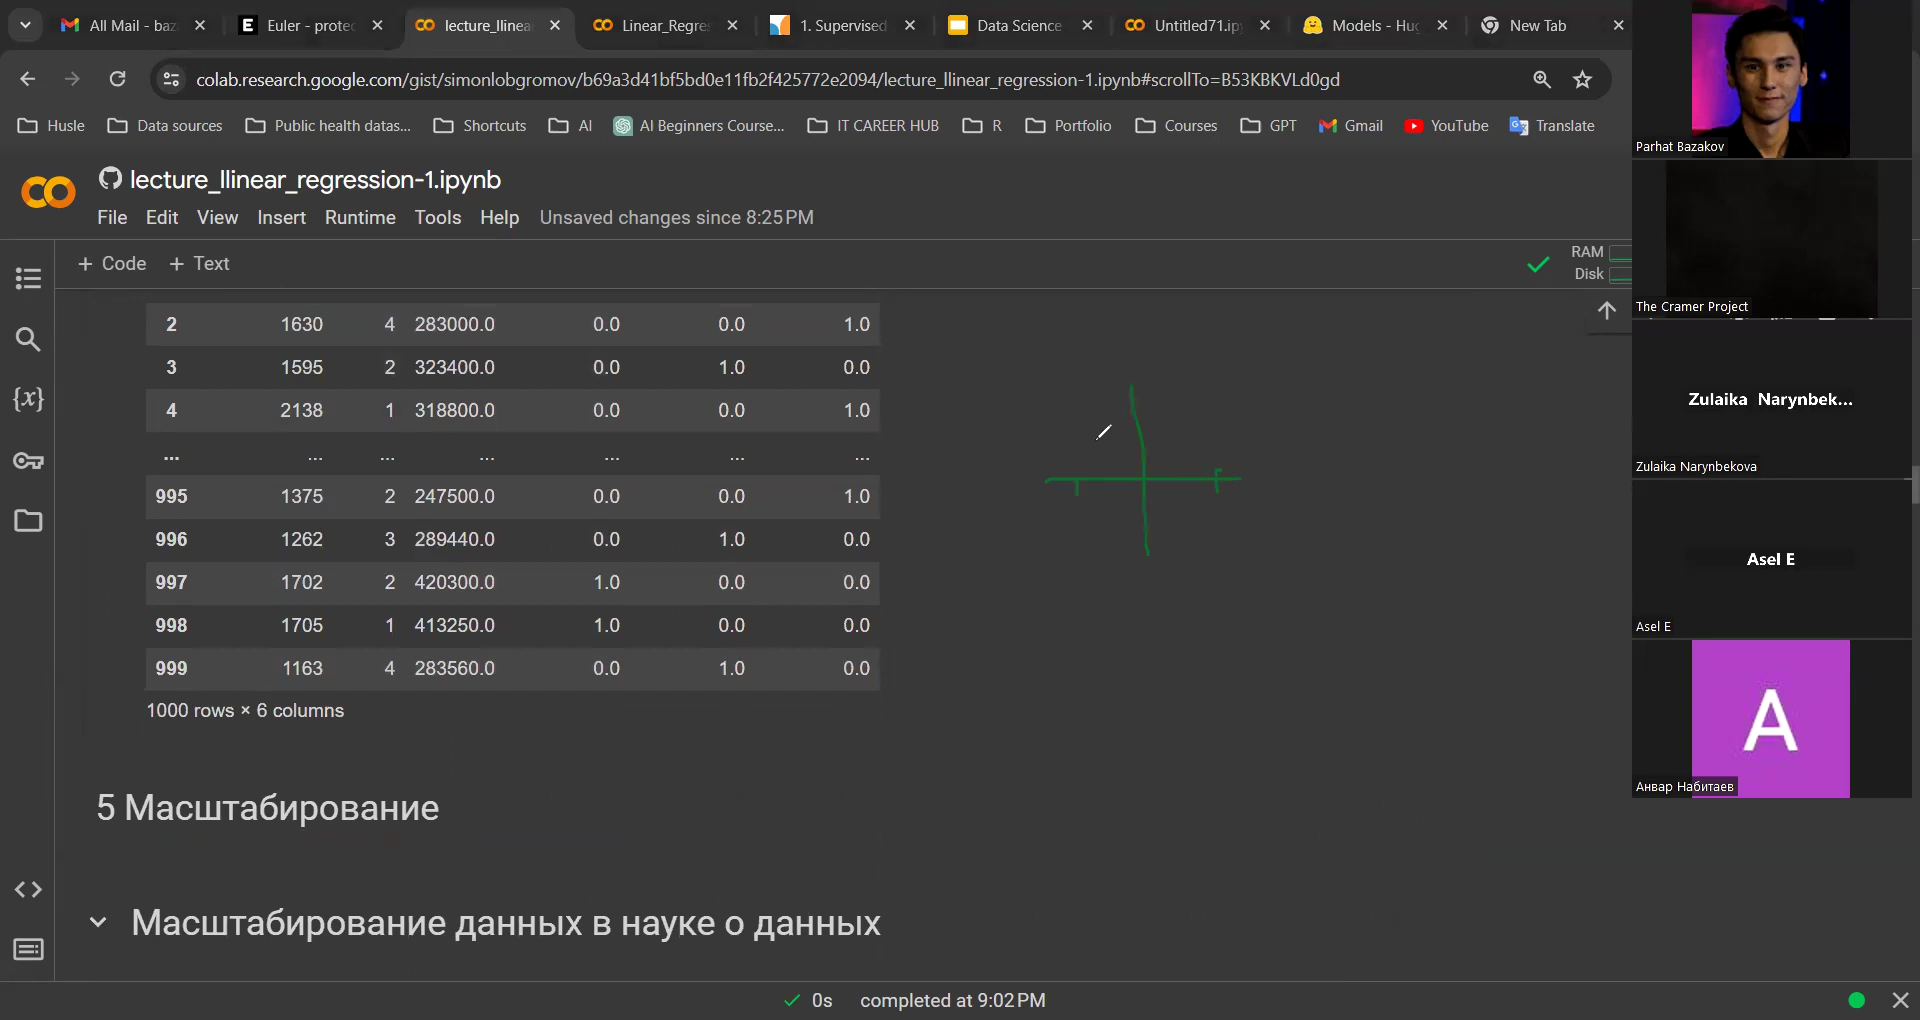 All Mail - baz
Euler - protec
lecture_llinea
Linear_Regre
1. Supervised
Data Science
Untitled71.ip
Models - Hug
New Tab
colab.research.google.com/gist/simonlobgromov/b69a3d41bf5bd0e11fb2f425772e2094/lecture_llinear_regression-1.ipynb#scrollTo=B53KBKVLd0gd
Husle Data sources Public health datas... Shortcuts AI AI Beginners Course... IT CAREER HUB R Portfolio Courses GPT Gmail YouTube Translate
lecture_llinear_regression-1.ipynb
File Edit View Insert Runtime Tools Help Unsaved changes since 8:25 PM
+ Code + Text
RAM
Disk
2 1630 4 283000.0 0.0 0.0 1.0
3 1595 2 323400.0 0.0 1.0 0.0
4 2138 1 318800.0 0.0 0.0 1.0
... ... ... ... ... ... ...
995 1375 2 247500.0 0.0 0.0 1.0
996 1262 3 289440.0 0.0 1.0 0.0
997 1702 2 420300.0 1.0 0.0 0.0
998 1705 1 413250.0 1.0 0.0 0.0
999 1163 4 283560.0 0.0 1.0 0.0
1000 rows × 6 columns
5 Масштабирование
Масштабирование данных в науке о данных
0s completed at 9:02 PM
Parhat Bazakov
The Cramer Project
Zulaika Narynbek...
Zulaika Narynbekova
Asel E
Asel E
A
Анвар Набитаев